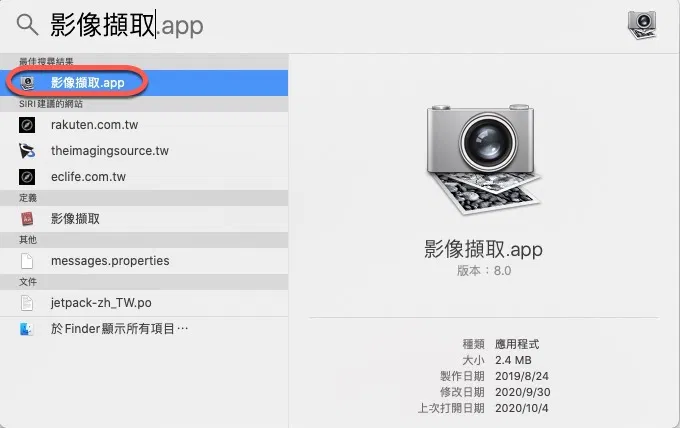 影像擷取.app
最佳搜尋結果
影像擷取.app
SIRI建議的網站
rakuten.com.tw
theimagingsource.tw
eclife.com.tw
定義
影像擷取
其他
messages.properties
文件
jetpack-zh_TW.po
於Finder顯示所有項目⋯
影像擷取.app
版本：8.0
種類 應用程式
大小 2.4 MB
製作日期 2019/8/24
修改日期 2020/9/30
上次打開日期 2020/10/4